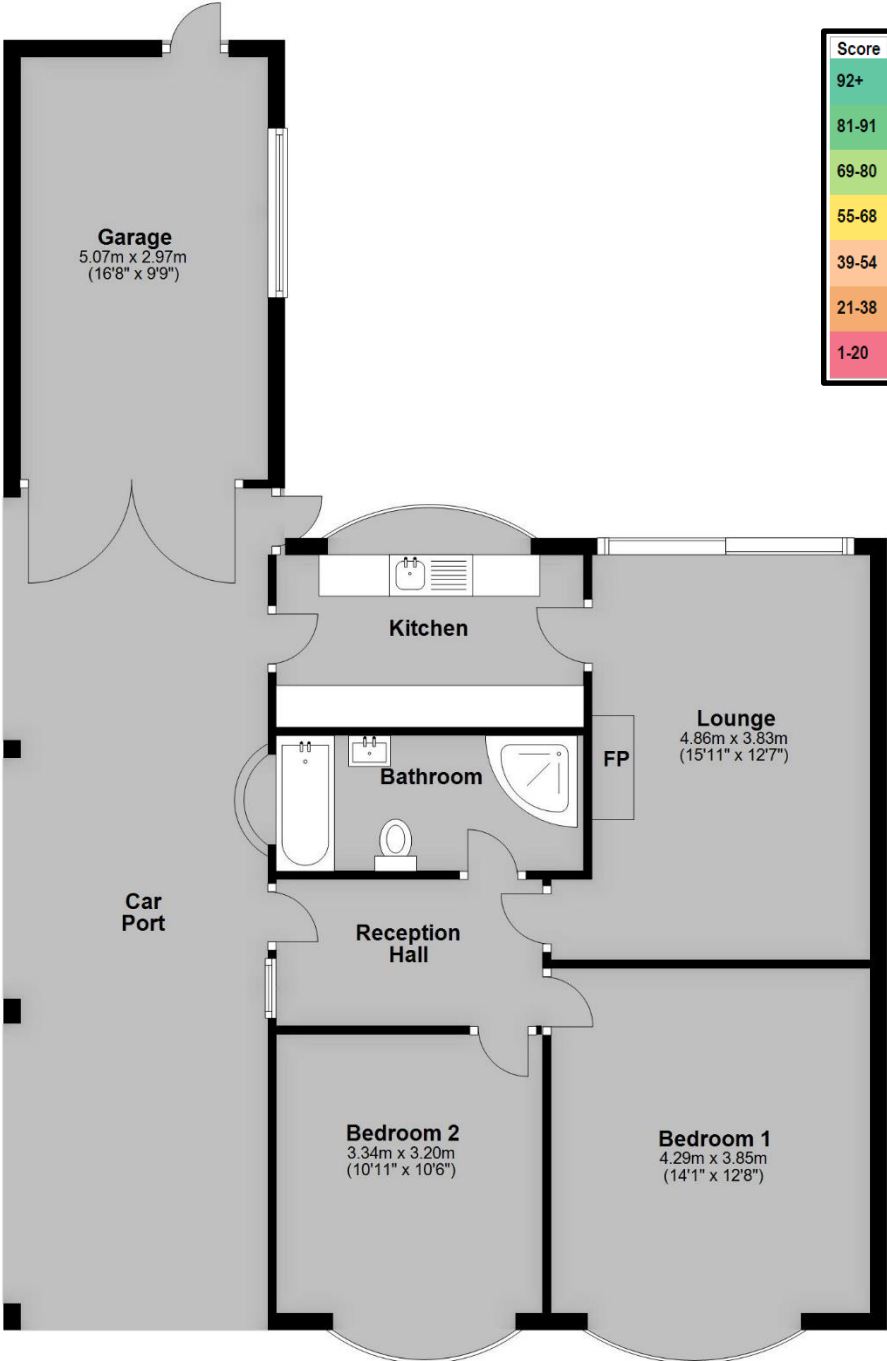 Score
92+
81-91
69-80
55-68
39-54
21-38
1-20
Garage
5.07m x 2.97m
(16'8" x 9'9")
Kitchen
Lounge
4.86m x 3.83m
(15'11" x 12'7")
FP
Bathroom
Car
Port
Reception
Hall
Bedroom 2
3.34m x 3.20m
(10'11" x 10'6")
Bedroom 1
4.29m x 3.85m
(14'1" x 12'8")